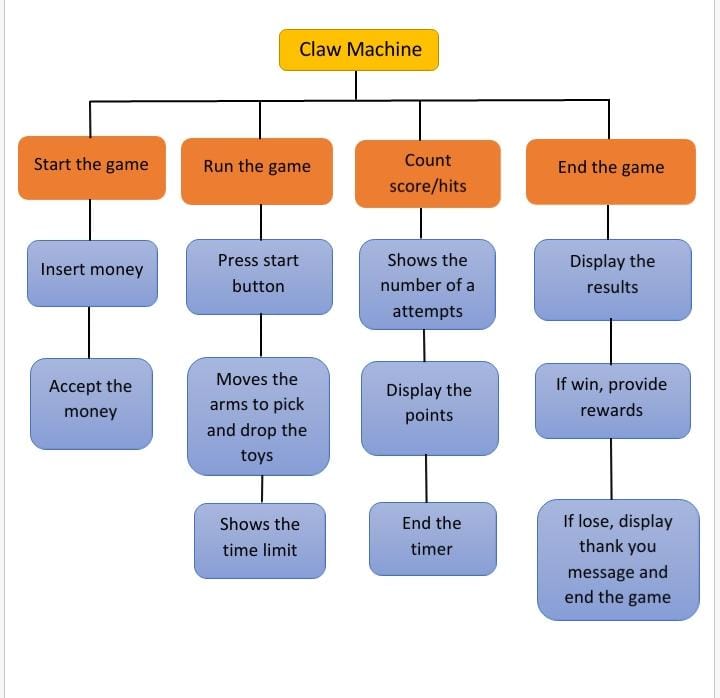 Claw Machine
Start the game
Run the game
Count
score/hits
End the game
Insert money
Press start
button
Shows the
number of a
attempts
Display the
results
Accept the
money
Moves the
arms to pick
and drop the
toys
Display the
points
If win, provide
rewards
Shows the
time limit
End the
timer
If lose, display
thank you
message and
end the game